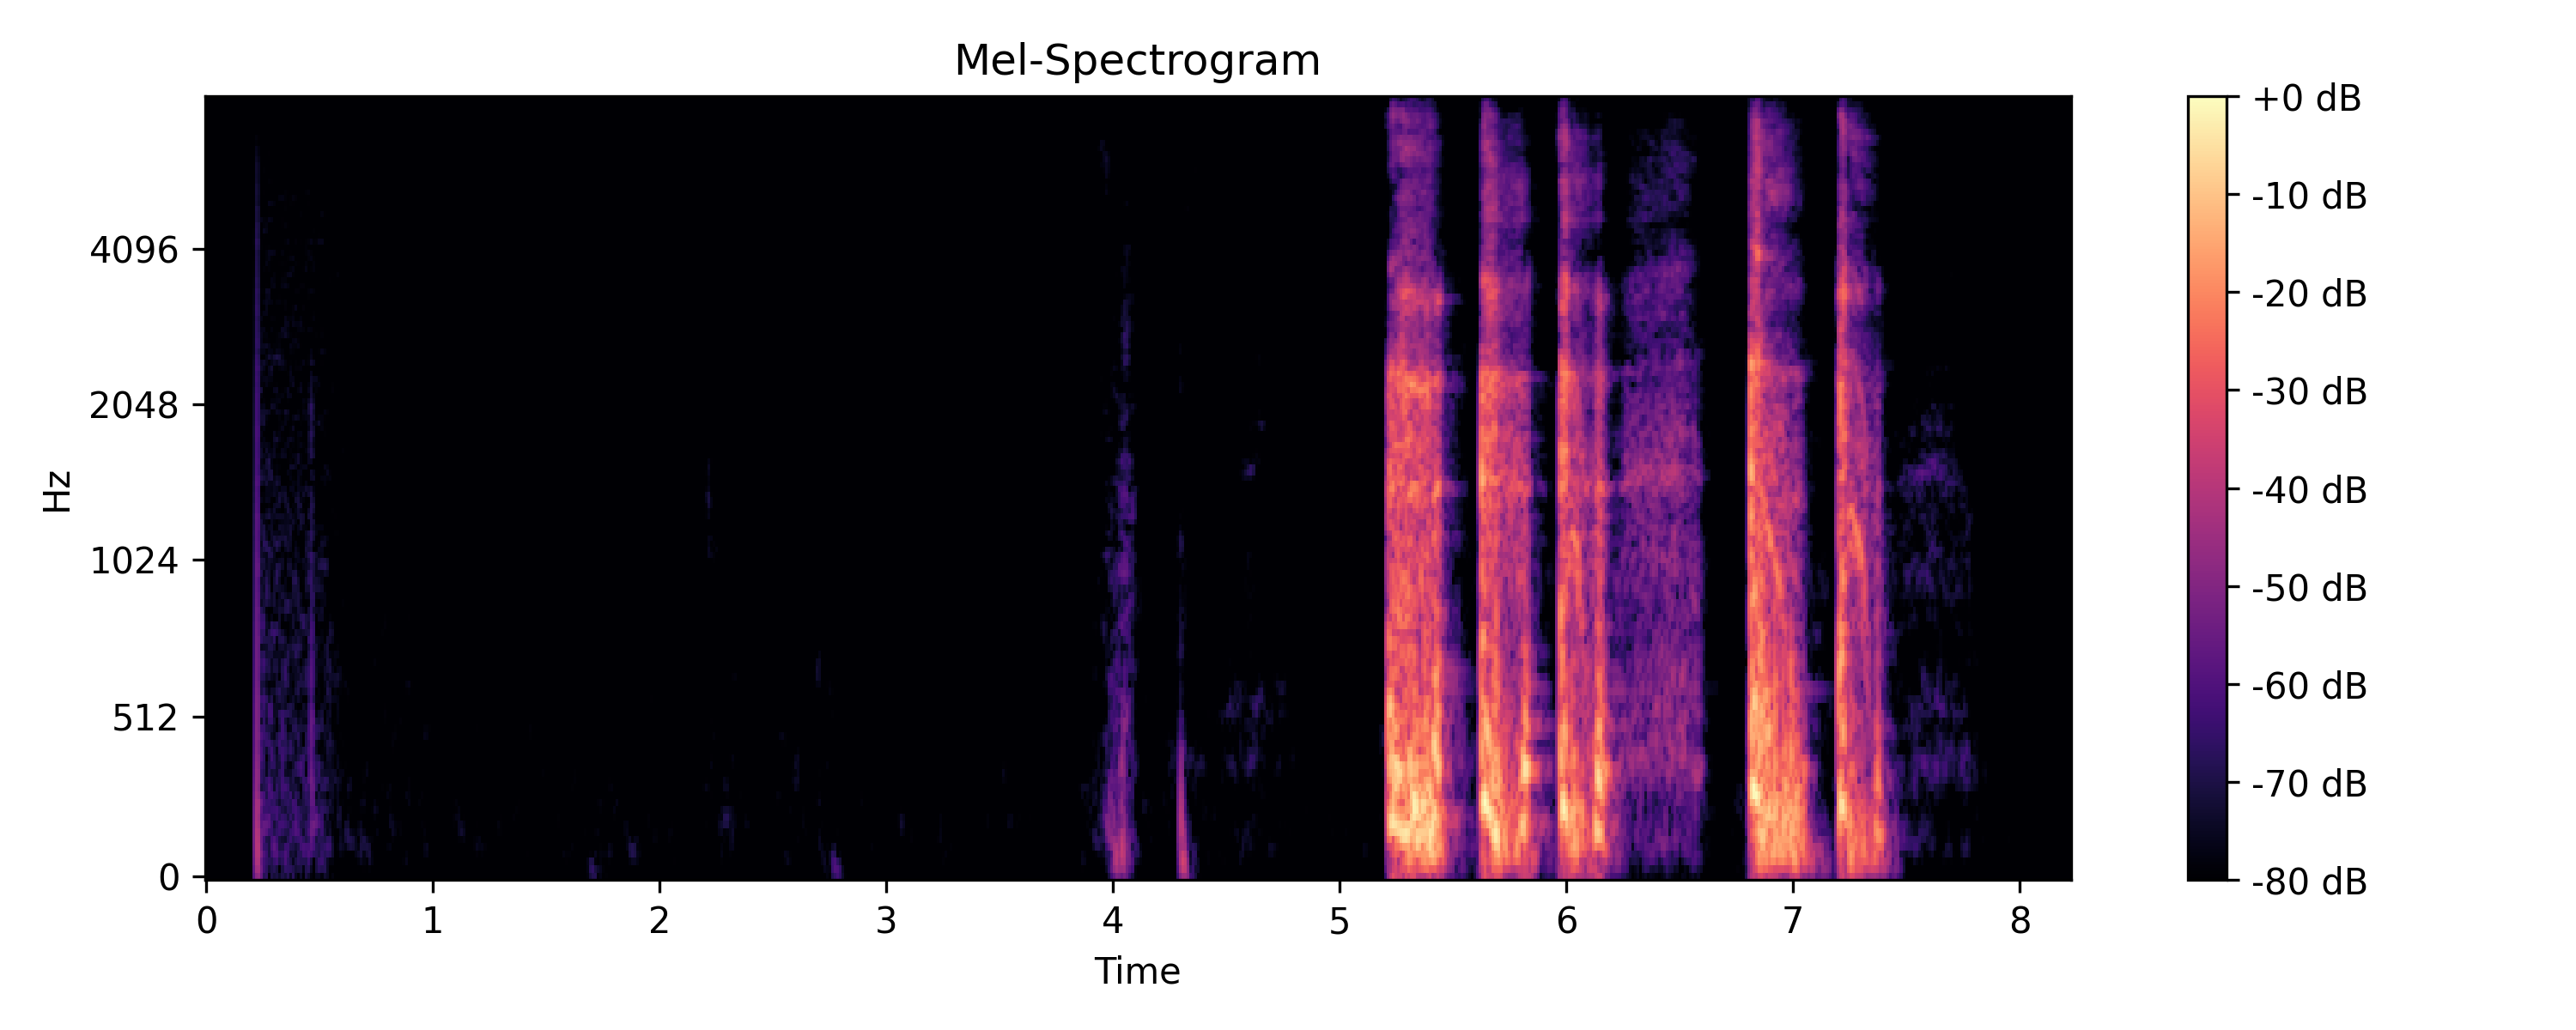 Mel-Spectrogram
+0 dB
-10 dB
4096
-20 dB
2048
-30 dB
Hz
-40 dB
1024
-50 dB
512
-60 dB
-70 dB
0
-80 dB
0 1 2 3 4 5 6 7 8
Time